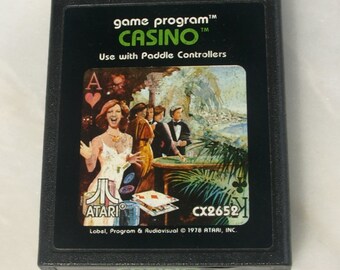 game program™
CASINO™
Use with Paddle Controllers
A
ATARI
CX2652
K
Label, Program & Audiovisual © 1978 ATARI, INC.